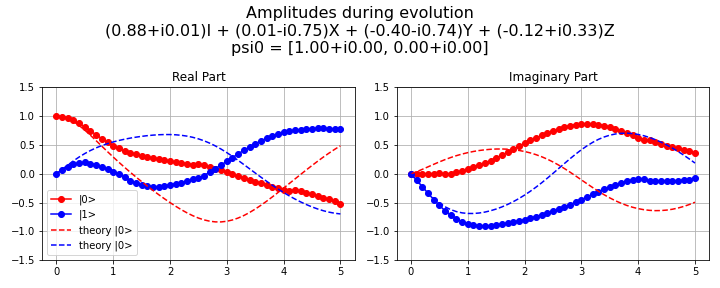 Amplitudes during evolution
(0.88+i0.01)I + (0.01-i0.75)X + (-0.40-i0.74)Y + (-0.12+i0.33)Z
psi0 = [1.00+i0.00, 0.00+i0.00]
Real Part
1.5
1.0
0.5
0.0
−0.5
−1.0
−1.5
|0>
|1>
theory |0>
theory |0>
0 1 2 3 4 5
Imaginary Part
1.5
1.0
0.5
0.0
−0.5
−1.0
−1.5
0 1 2 3 4 5